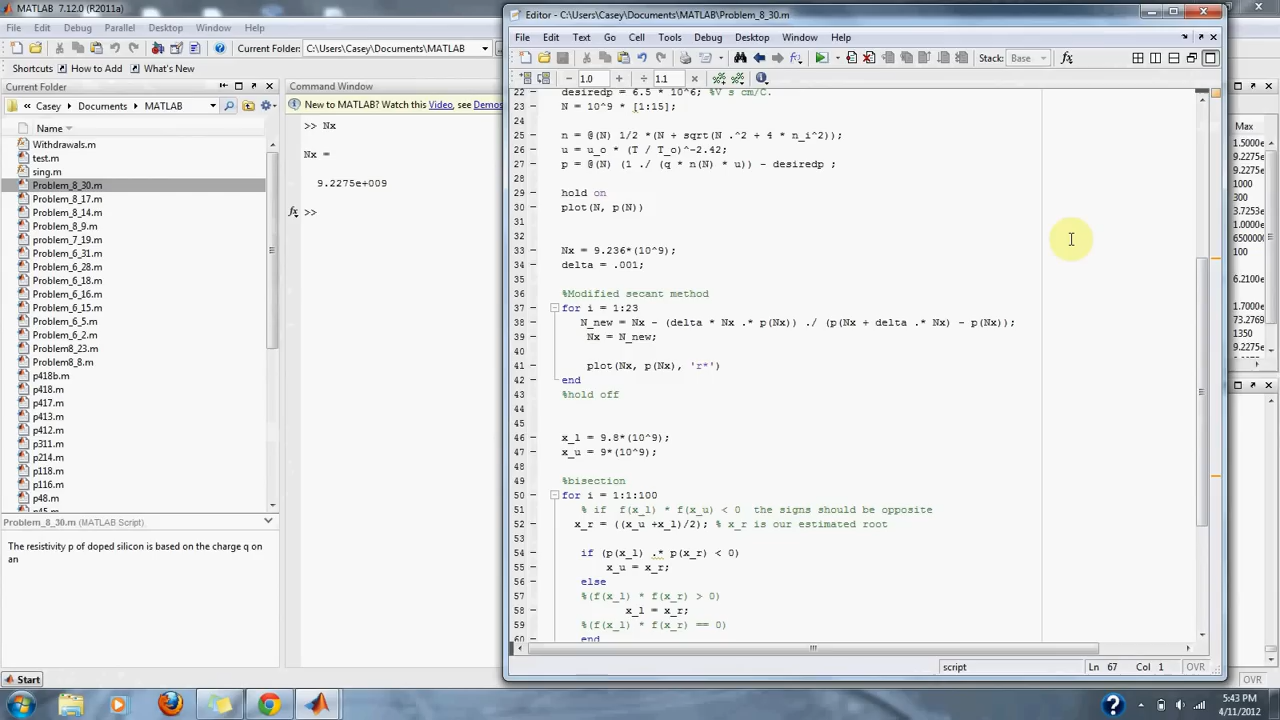 MATLAB 7.12.0 (R2011a)
File Edit Debug Parallel Desktop Window Help
Current Folder: C:\Users\Casey\Documents\MATLAB
Shortcuts How to Add What's New
Current Folder
Casey Documents MATLAB
Name
Withdrawals.m
test.m
sing.m
Problem_8_30.m
Problem_8_17.m
Problem_8_14.m
Problem_8_9.m
problem_7_19.m
Problem_6_31.m
Problem_6_28.m
Problem_6_18.m
Problem_6_16.m
Problem_6_15.m
Problem_6_5.m
Problem_6_2.m
Problem8_23.m
Problem8_8.m
p418b.m
p418.m
p417.m
p413.m
p412.m
p311.m
p214.m
p118.m
p116.m
p48.m
p45.m
Problem_8_30.m (MATLAB Script)
The resistivity p of doped silicon is based on the charge q on
an
Start
Command Window
New to MATLAB? Watch this Video, see Demos
>> Nx
Nx =
9.2275e+009
fx >>
Editor - C:\Users\Casey\Documents\MATLAB\Problem_8_30.m
File Edit Text Go Cell Tools Debug Desktop Window Help
Stack: Base fx
− 1.0 + ÷ 1.1 ×
22 desiredp = 6.5 * 10^6; %V s cm/C.
23 − N = 10^9 * [1:15];
24
25 − n = @(N) 1/2 *(N + sqrt(N .^2 + 4 * n_i^2));
26 − u = u_o * (T / T_o)^-2.42;
27 − p = @(N) (1 ./ (q * n(N) * u)) - desiredp ;
28
29 − hold on
30 − plot(N, p(N))
31
32
33 − Nx = 9.236*(10^9);
34 − delta = .001;
35
36 %Modified secant method
37 − for i = 1:23
38 − N_new = Nx - (delta * Nx .* p(Nx)) ./ (p(Nx + delta .* Nx) - p(Nx));
39 − Nx = N_new;
40
41 − plot(Nx, p(Nx), 'r*')
42 − end
43 %hold off
44
45
46 − x_l = 9.8*(10^9);
47 − x_u = 9*(10^9);
48
49 %bisection
50 − for i = 1:1:100
51 % if f(x_l) * f(x_u) < 0 the signs should be opposite
52 − x_r = ((x_u +x_l)/2); % x_r is our estimated root
53
54 − if (p(x_l) .* p(x_r) < 0)
55 − x_u = x_r;
56 − else
57 %(f(x_l) * f(x_r) > 0)
58 − x_l = x_r;
59 %(f(x_l) * f(x_r) == 0)
60 end
script Ln 67 Col 1 OVR
Max
1.5000
9.2275
1000
300
3.7253
1.0000
6500000
100
6.2100
1.7000
73.2769
1350
9.2275
OVR
5:43 PM
4/11/2012